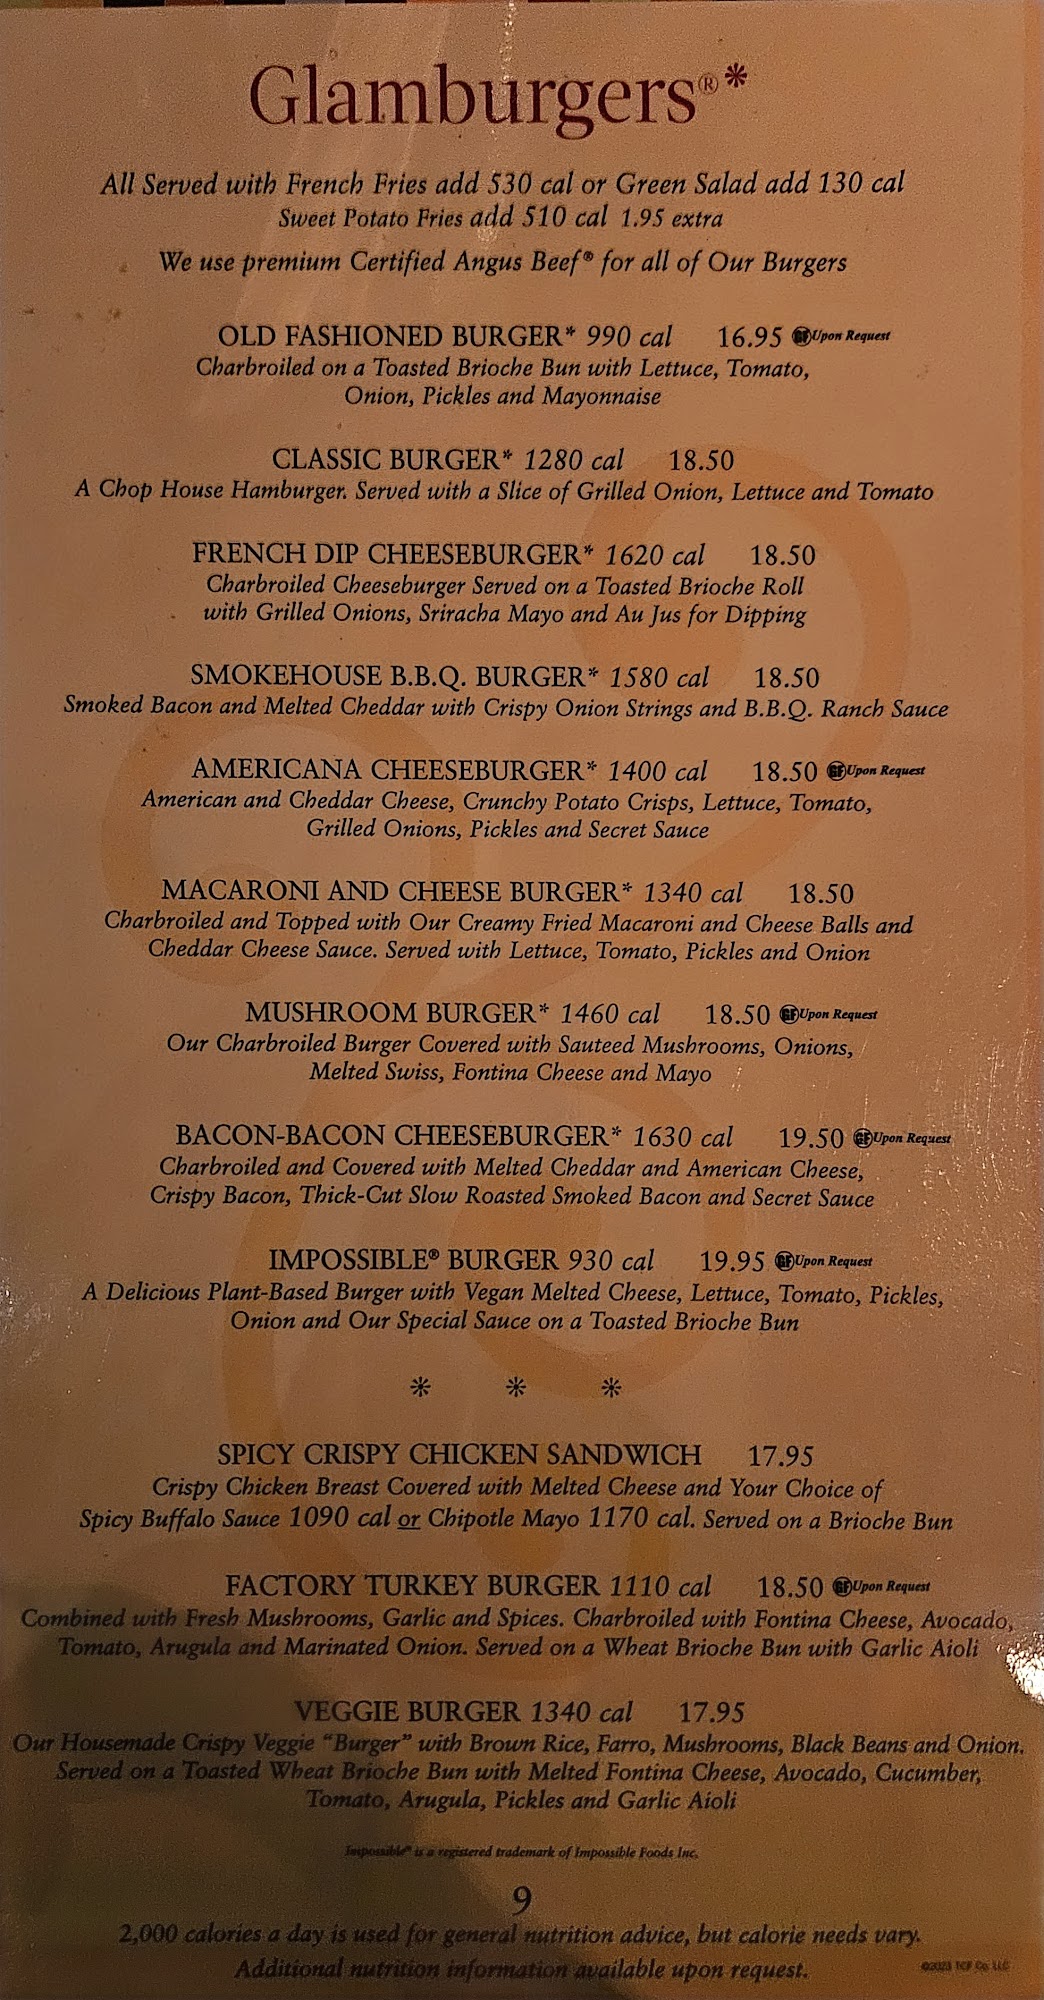 Glamburgers®*
All Served with French Fries add 530 cal or Green Salad add 130 cal
Sweet Potato Fries add 510 cal 1.95 extra
We use premium Certified Angus Beef® for all of Our Burgers
OLD FASHIONED BURGER* 990 cal 16.95 GF Upon Request
Charbroiled on a Toasted Brioche Bun with Lettuce, Tomato,
Onion, Pickles and Mayonnaise
CLASSIC BURGER* 1280 cal 18.50
A Chop House Hamburger. Served with a Slice of Grilled Onion, Lettuce and Tomato
FRENCH DIP CHEESEBURGER* 1620 cal 18.50
Charbroiled Cheeseburger Served on a Toasted Brioche Roll
with Grilled Onions, Sriracha Mayo and Au Jus for Dipping
SMOKEHOUSE B.B.Q. BURGER* 1580 cal 18.50
Smoked Bacon and Melted Cheddar with Crispy Onion Strings and B.B.Q. Ranch Sauce
AMERICANA CHEESEBURGER* 1400 cal 18.50 GF Upon Request
American and Cheddar Cheese, Crunchy Potato Crisps, Lettuce, Tomato,
Grilled Onions, Pickles and Secret Sauce
MACARONI AND CHEESE BURGER* 1340 cal 18.50
Charbroiled and Topped with Our Creamy Fried Macaroni and Cheese Balls and
Cheddar Cheese Sauce. Served with Lettuce, Tomato, Pickles and Onion
MUSHROOM BURGER* 1460 cal 18.50 GF Upon Request
Our Charbroiled Burger Covered with Sauteed Mushrooms, Onions,
Melted Swiss, Fontina Cheese and Mayo
BACON-BACON CHEESEBURGER* 1630 cal 19.50 GF Upon Request
Charbroiled and Covered with Melted Cheddar and American Cheese,
Crispy Bacon, Thick-Cut Slow Roasted Smoked Bacon and Secret Sauce
IMPOSSIBLE® BURGER 930 cal 19.95 GF Upon Request
A Delicious Plant-Based Burger with Vegan Melted Cheese, Lettuce, Tomato, Pickles,
Onion and Our Special Sauce on a Toasted Brioche Bun
* * *
SPICY CRISPY CHICKEN SANDWICH 17.95
Crispy Chicken Breast Covered with Melted Cheese and Your Choice of
Spicy Buffalo Sauce 1090 cal or Chipotle Mayo 1170 cal. Served on a Brioche Bun
FACTORY TURKEY BURGER 1110 cal 18.50 GF Upon Request
Combined with Fresh Mushrooms, Garlic and Spices. Charbroiled with Fontina Cheese, Avocado,
Tomato, Arugula and Marinated Onion. Served on a Wheat Brioche Bun with Garlic Aioli
VEGGIE BURGER 1340 cal 17.95
Our Housemade Crispy Veggie "Burger" with Brown Rice, Farro, Mushrooms, Black Beans and Onion.
Served on a Toasted Wheat Brioche Bun with Melted Fontina Cheese, Avocado, Cucumber,
Tomato, Arugula, Pickles and Garlic Aioli
Impossible® is a registered trademark of Impossible Foods Inc.
9
2,000 calories a day is used for general nutrition advice, but calorie needs vary.
Additional nutrition information available upon request.
©2023 TCF Co. LLC